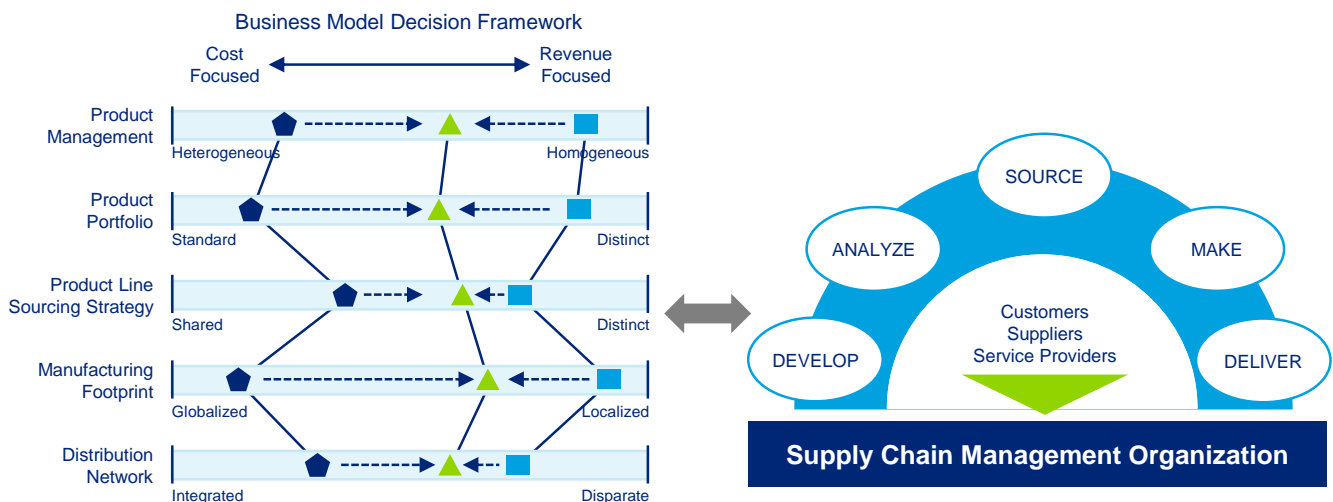 Business Model Decision Framework
Cost
Focused
Revenue
Focused
Product
Management
Heterogeneous
Homogeneous
Product
Portfolio
Standard
Distinct
Product Line
Sourcing Strategy
Shared
Distinct
Manufacturing
Footprint
Globalized
Localized
Distribution
Network
Integrated
Disparate
SOURCE
ANALYZE
MAKE
DEVELOP
DELIVER
Customers
Suppliers
Service Providers
Supply Chain Management Organization